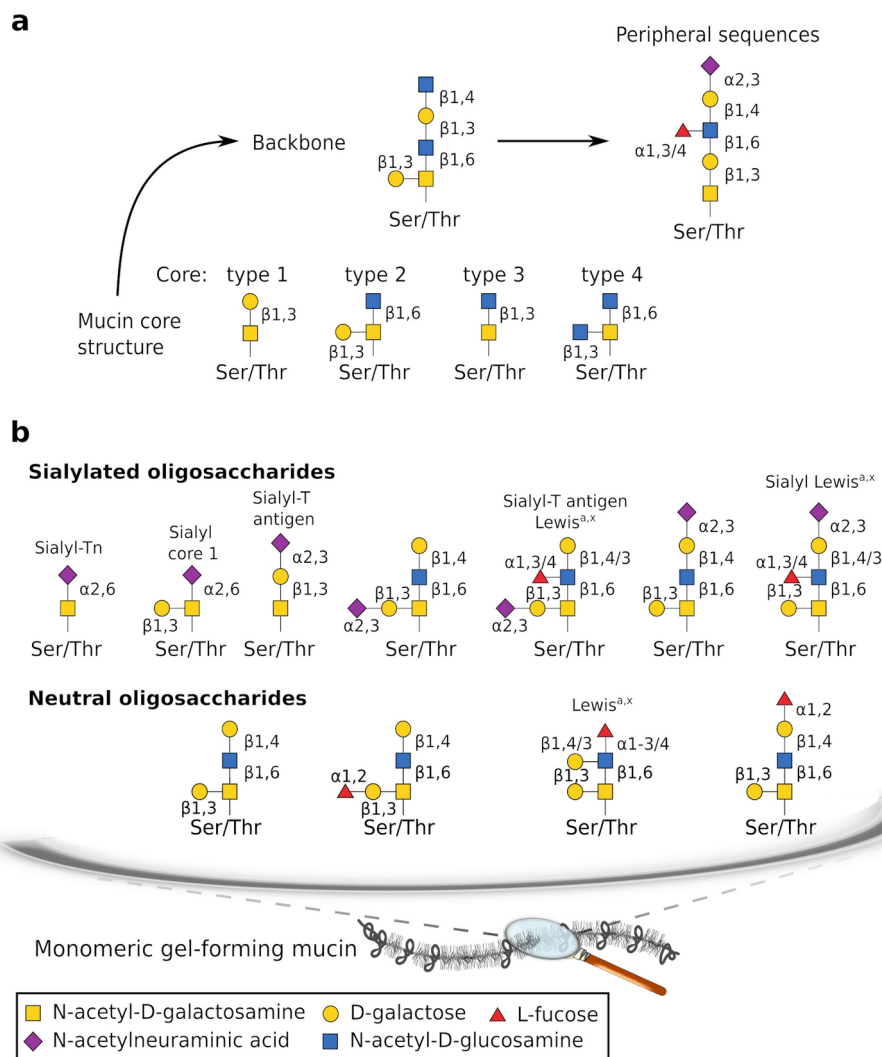 a
Peripheral sequences
Backbone
β1,4
β1,3
β1,6
β1,3
Ser/Thr
α2,3
β1,4
α1,3/4
β1,6
β1,3
Ser/Thr
Mucin core
structure
Core: type 1 type 2 type 3 type 4
β1,3
Ser/Thr
β1,6
β1,3
Ser/Thr
β1,3
Ser/Thr
β1,6
β1,3
Ser/Thr
b
Sialylated oligosaccharides
Sialyl-Tn
α2,6
Ser/Thr
Sialyl
core 1
α2,6
β1,3
Ser/Thr
Sialyl-T
antigen
α2,3
β1,3
Ser/Thr
β1,4
β1,6
β1,3
α2,3
Ser/Thr
Sialyl-T antigen
Lewisa,x
β1,4/3
α1,3/4
β1,6
β1,3
α2,3
Ser/Thr
α2,3
β1,4
β1,6
β1,3
Ser/Thr
Sialyl Lewisa,x
α2,3
β1,4/3
α1,3/4
β1,6
β1,3
Ser/Thr
Neutral oligosaccharides
β1,4
β1,6
β1,3
Ser/Thr
β1,4
β1,6
α1,2
β1,3
Ser/Thr
Lewisa,x
β1,4/3 α1-3/4
β1,3 β1,6
Ser/Thr
α1,2
β1,4
β1,6
β1,3
Ser/Thr
Monomeric gel-forming mucin
N-acetyl-D-galactosamine D-galactose L-fucose
N-acetylneuraminic acid N-acetyl-D-glucosamine